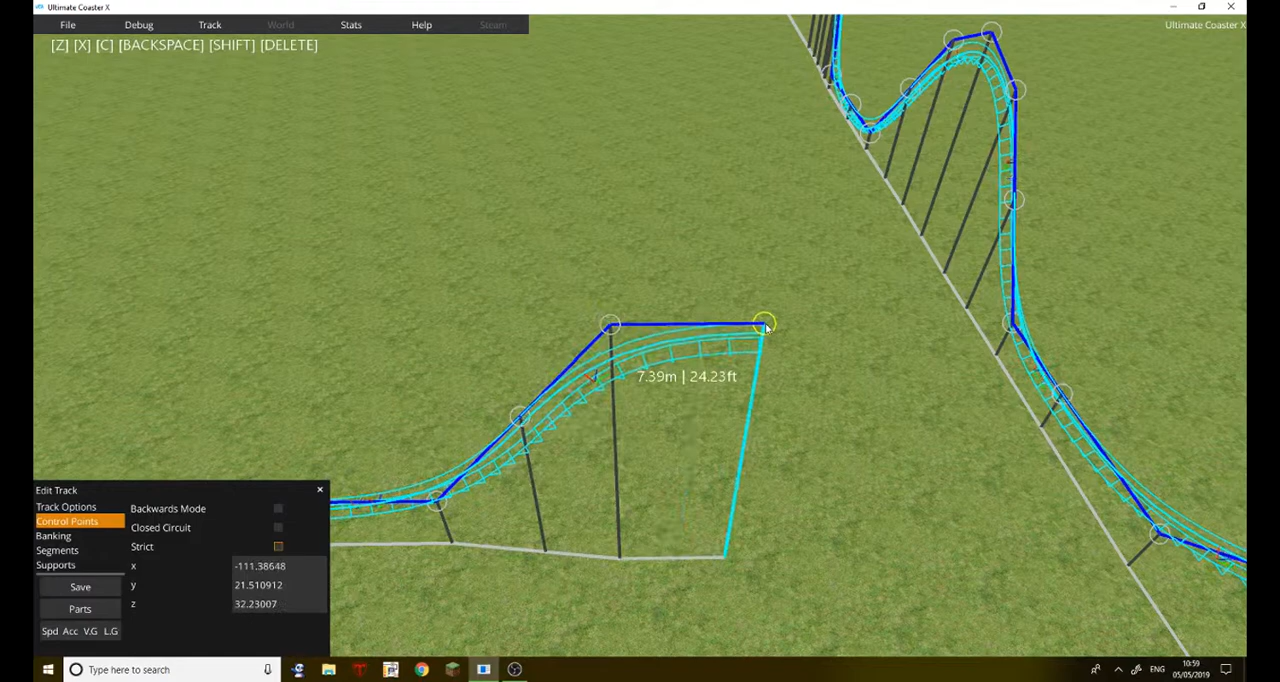 Ultimate Coaster X
File Debug Track World Stats Help Steam
Ultimate Coaster X
[Z] [X] [C] [BACKSPACE] [SHIFT] [DELETE]
7.39m | 24.23ft
Edit Track
Track Options
Control Points
Banking
Segments
Supports
Save
Parts
Spd Acc V.G L.G
Backwards Mode
Closed Circuit
Strict
x -111.38648
y 21.510912
z 32.23007
Type here to search
ENG
10:59
05/05/2019